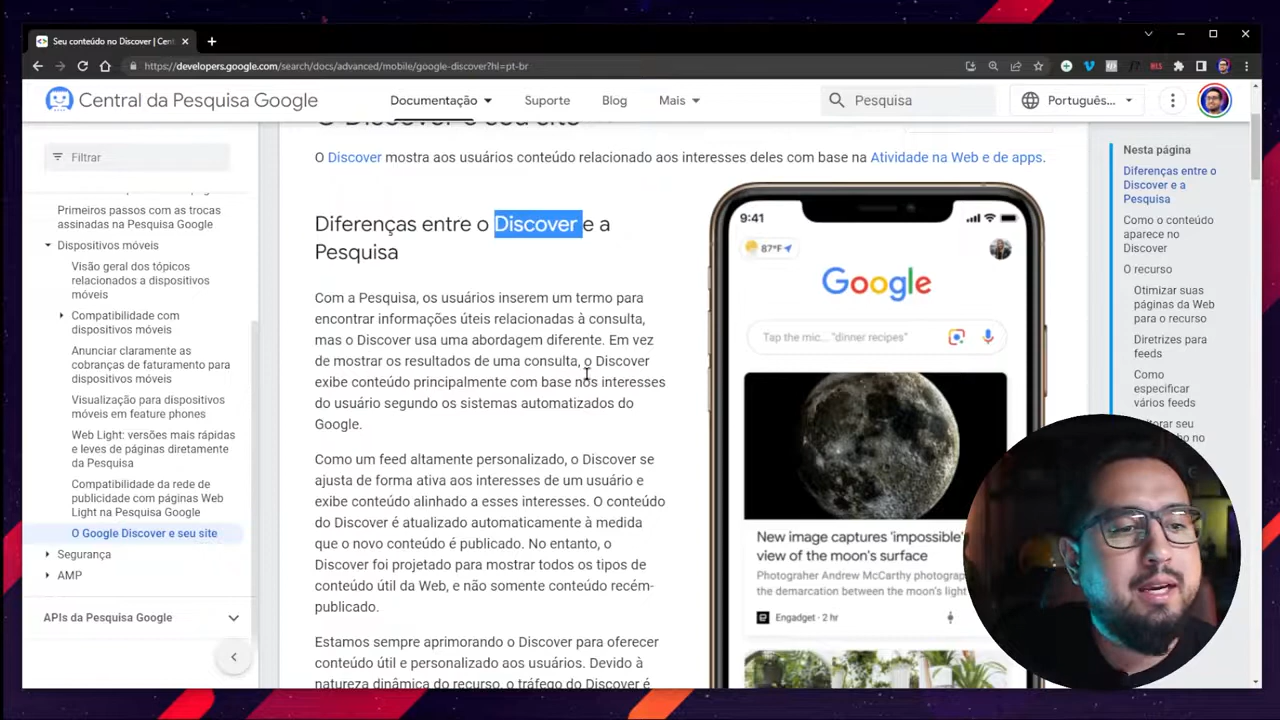 Seu conteúdo no Discover | Cent
https://developers.google.com/search/docs/advanced/mobile/google-discover?hl=pt-br
Central da Pesquisa Google
Documentação
Suporte
Blog
Mais
Pesquisa
Português...
Filtrar
Primeiros passos com as trocas
assinadas na Pesquisa Google
Dispositivos móveis
Visão geral dos tópicos
relacionados a dispositivos
móveis
Compatibilidade com
dispositivos móveis
Anunciar claramente as
cobranças de faturamento para
dispositivos móveis
Visualização para dispositivos
móveis em feature phones
Web Light: versões mais rápidas
e leves de páginas diretamente
da Pesquisa
Compatibilidade da rede de
publicidade com páginas Web
Light na Pesquisa Google
O Google Discover e seu site
Segurança
AMP
APIs da Pesquisa Google
O Discover e seu site
O Discover mostra aos usuários conteúdo relacionado aos interesses deles com base na Atividade na Web e de apps.
Diferenças entre o Discover e a
Pesquisa
Com a Pesquisa, os usuários inserem um termo para
encontrar informações úteis relacionadas à consulta,
mas o Discover usa uma abordagem diferente. Em vez
de mostrar os resultados de uma consulta, o Discover
exibe conteúdo principalmente com base nos interesses
do usuário segundo os sistemas automatizados do
Google.
Como um feed altamente personalizado, o Discover se
ajusta de forma ativa aos interesses de um usuário e
exibe conteúdo alinhado a esses interesses. O conteúdo
do Discover é atualizado automaticamente à medida
que o novo conteúdo é publicado. No entanto, o
Discover foi projetado para mostrar todos os tipos de
conteúdo útil da Web, e não somente conteúdo recém-
publicado.
Estamos sempre aprimorando o Discover para oferecer
conteúdo útil e personalizado aos usuários. Devido à
natureza dinâmica do recurso, o tráfego do Discover é
9:41
87°F
Google
Tap the mic... "dinner recipes"
New image captures 'impossible'
view of the moon's surface
Photograher Andrew McCarthy photograp
the demarcation between the moon's light
Engadget · 2 hr
Nesta página
Diferenças entre o
Discover e a
Pesquisa
Como o conteúdo
aparece no
Discover
O recurso
Otimizar suas
páginas da Web
para o recurso
Diretrizes para
feeds
Como
especificar
vários feeds